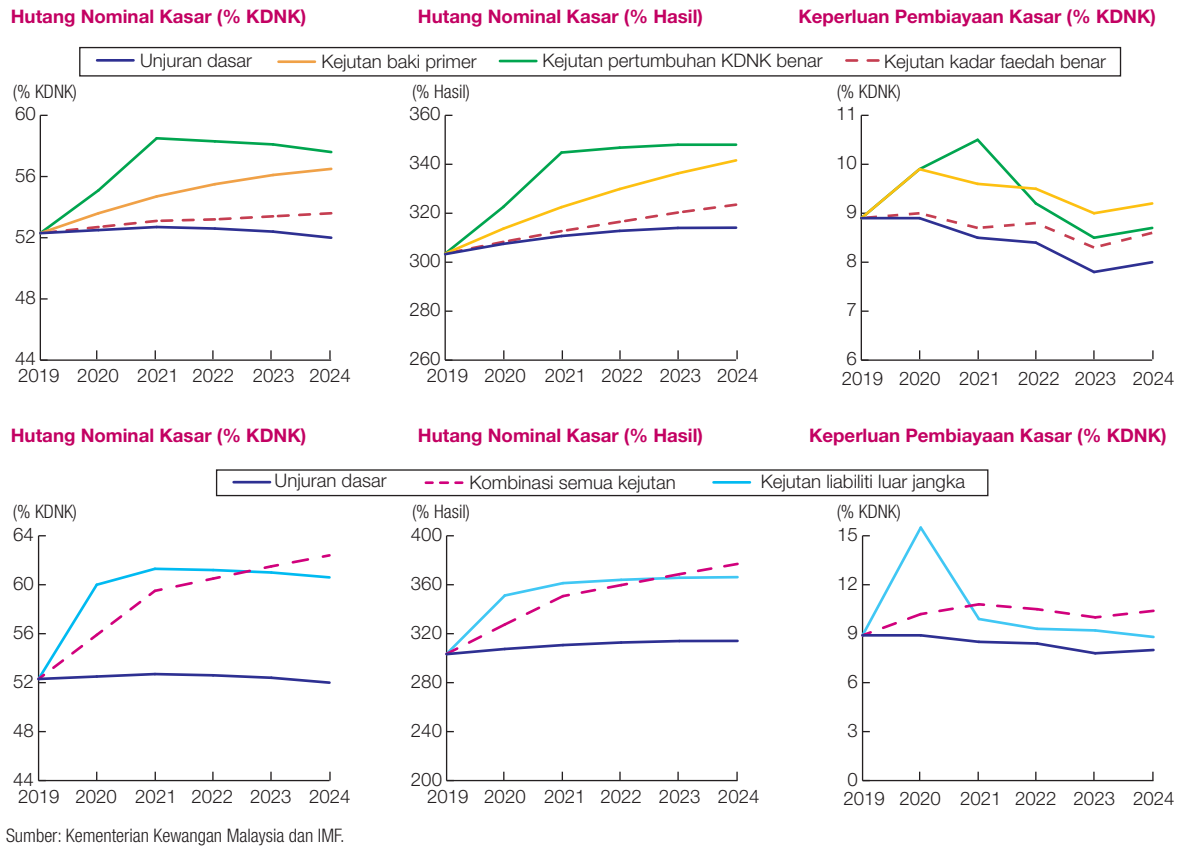 Hutang Nominal Kasar (% KDNK)
Hutang Nominal Kasar (% Hasil)
Keperluan Pembiayaan Kasar (% KDNK)
Unjuran dasar
Kejutan baki primer
Kejutan pertumbuhan KDNK benar
Kejutan kadar faedah benar
(% KDNK)
60
56
52
48
44
2019 2020 2021 2022 2023 2024
(% Hasil)
360
340
320
300
280
260
2019 2020 2021 2022 2023 2024
(% KDNK)
11
10
9
8
7
6
2019 2020 2021 2022 2023 2024
Hutang Nominal Kasar (% KDNK)
Hutang Nominal Kasar (% Hasil)
Keperluan Pembiayaan Kasar (% KDNK)
Unjuran dasar
Kombinasi semua kejutan
Kejutan liabiliti luar jangka
(% KDNK)
64
60
56
52
48
44
2019 2020 2021 2022 2023 2024
(% Hasil)
400
360
320
280
240
200
2019 2020 2021 2022 2023 2024
(% KDNK)
15
12
9
6
3
0
2019 2020 2021 2022 2023 2024
Sumber: Kementerian Kewangan Malaysia dan IMF.